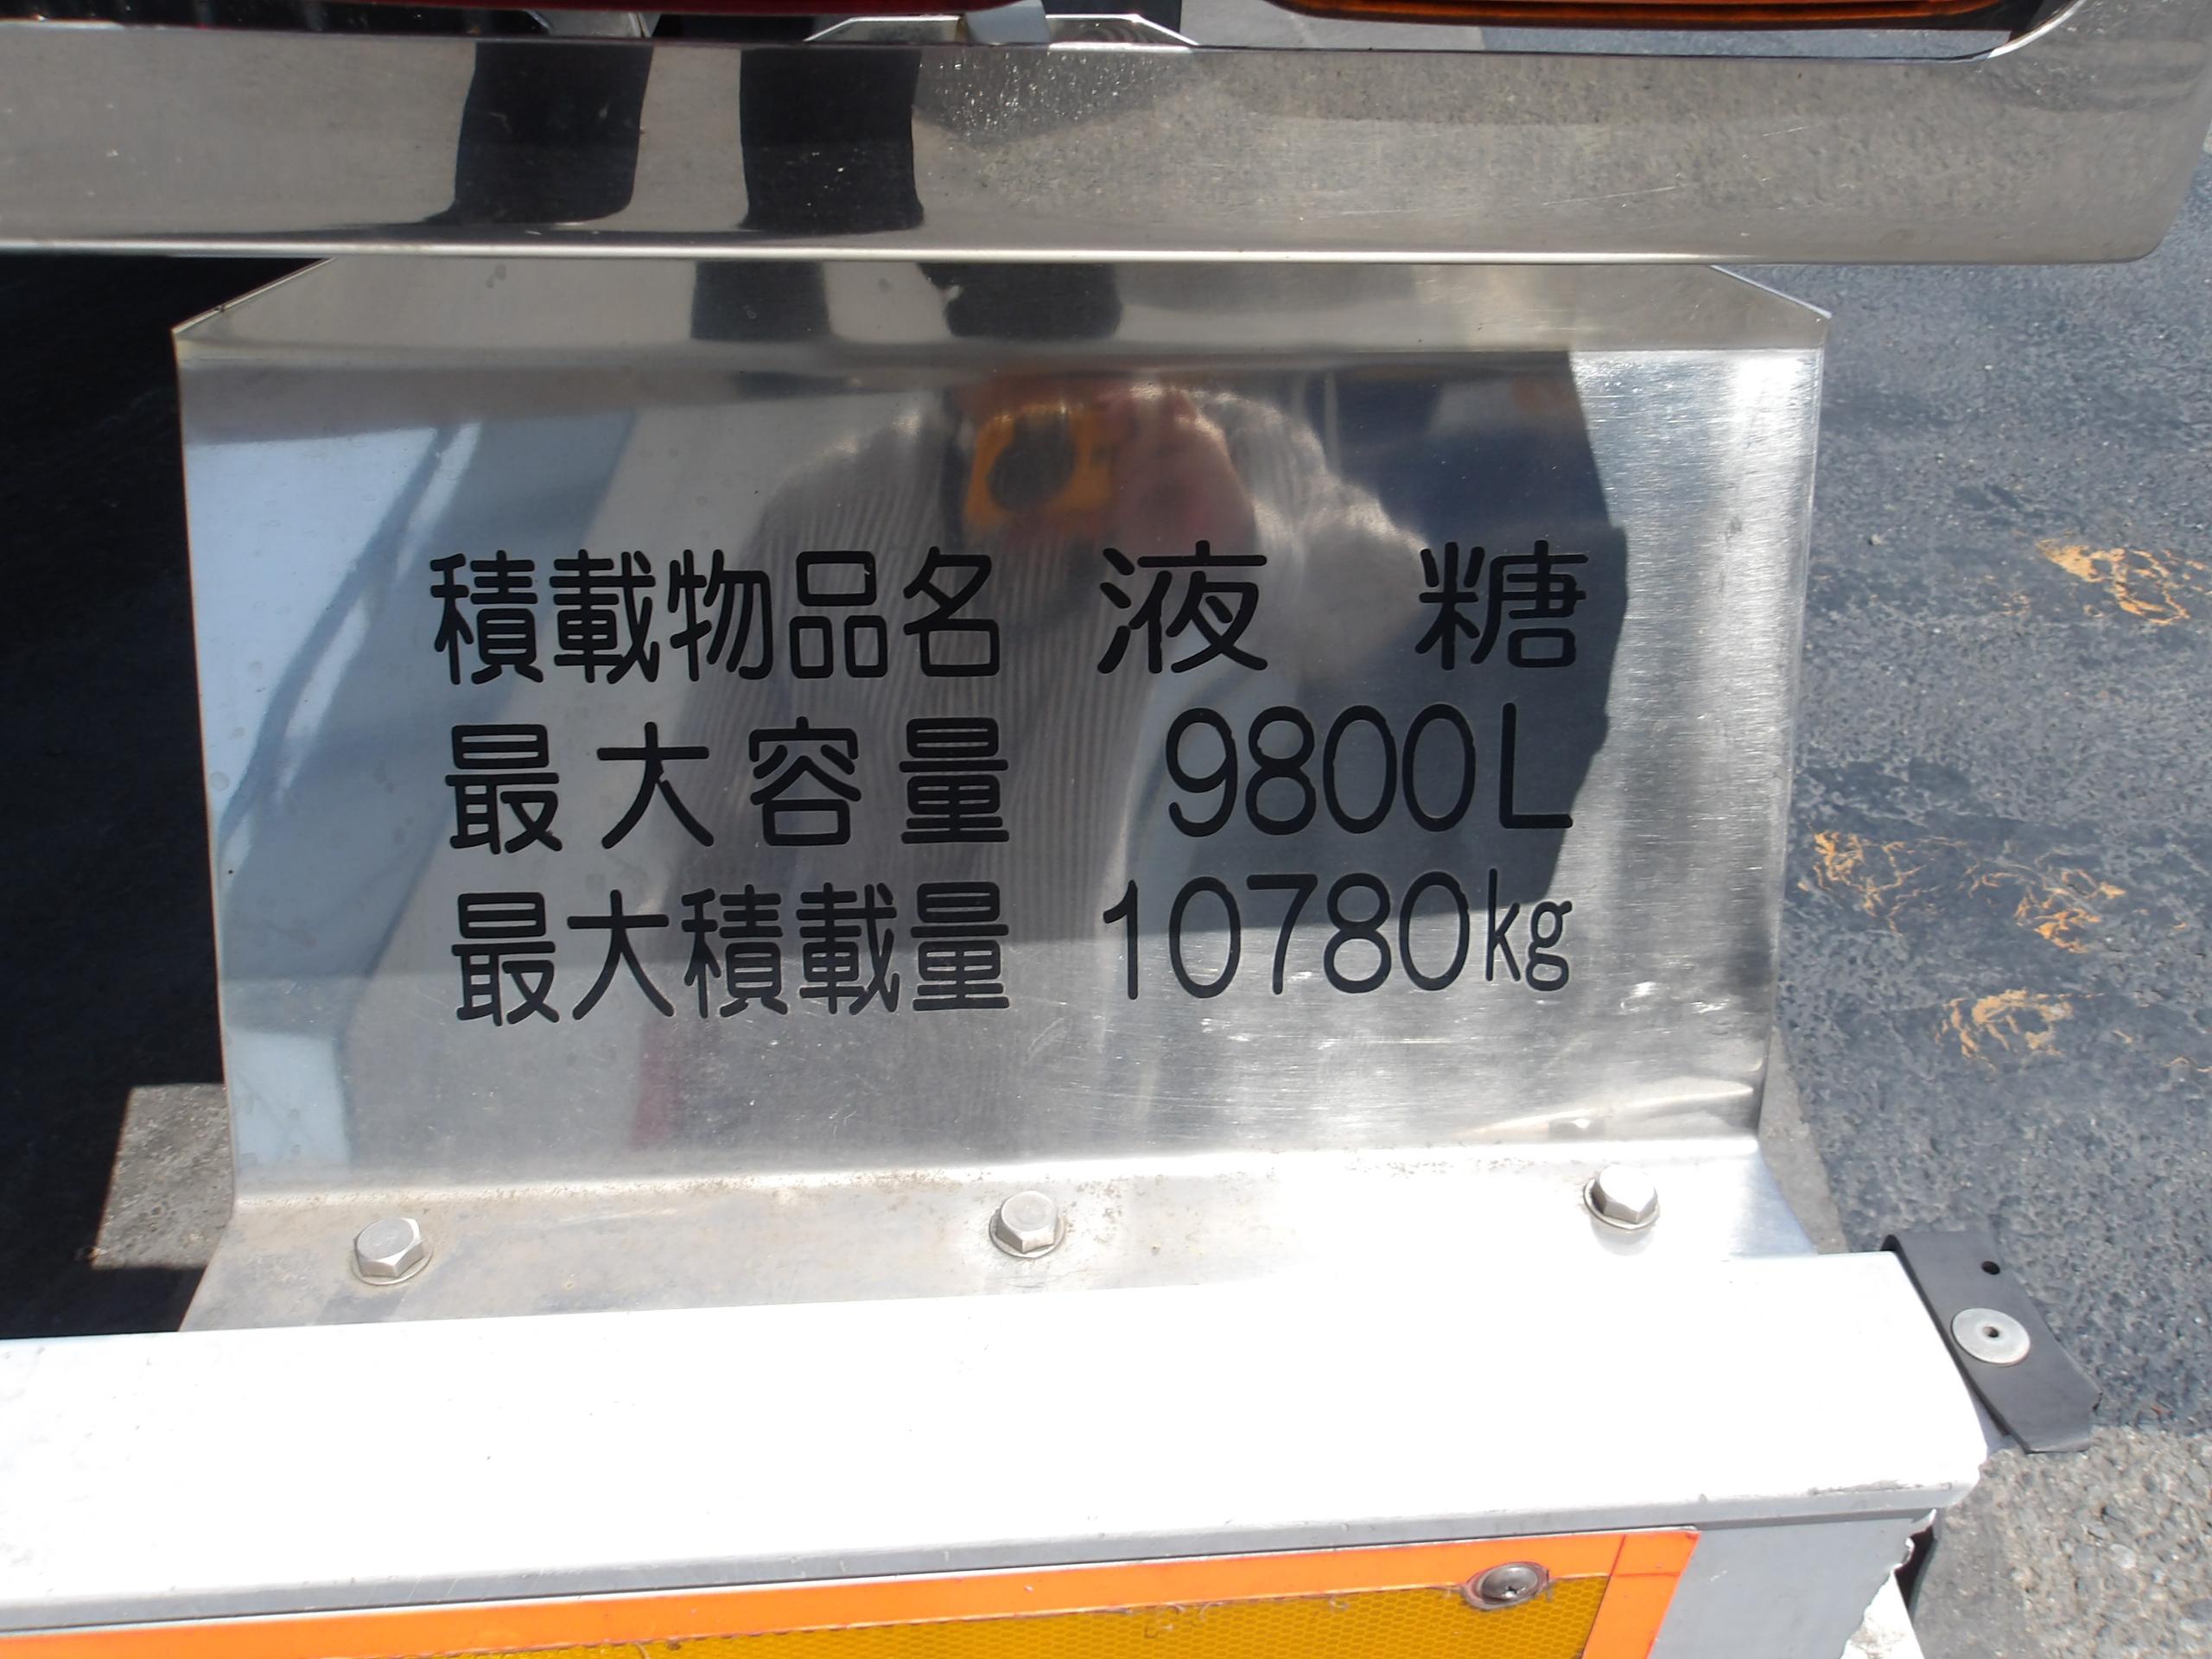 積載物品名 液 糖
最大容量 9800L
最大積載量 10780kg